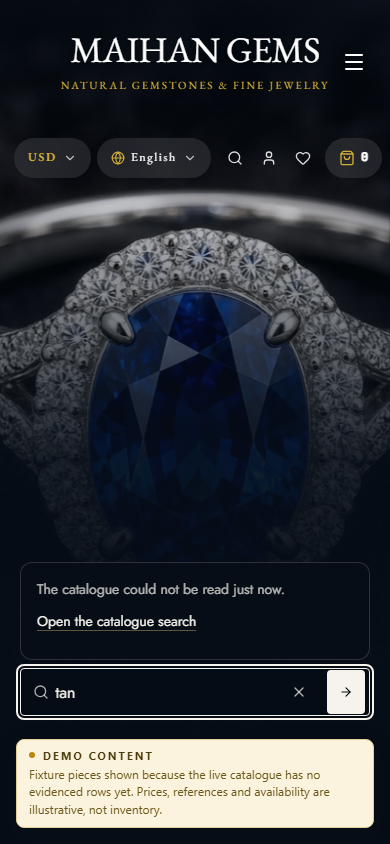 MAIHAN GEMS
NATURAL GEMSTONES & FINE JEWELRY
USD
English
0
The catalogue could not be read just now.
Open the catalogue search
tan
DEMO CONTENT
Fixture pieces shown because the live catalogue has no
evidenced rows yet. Prices, references and availability are
illustrative, not inventory.